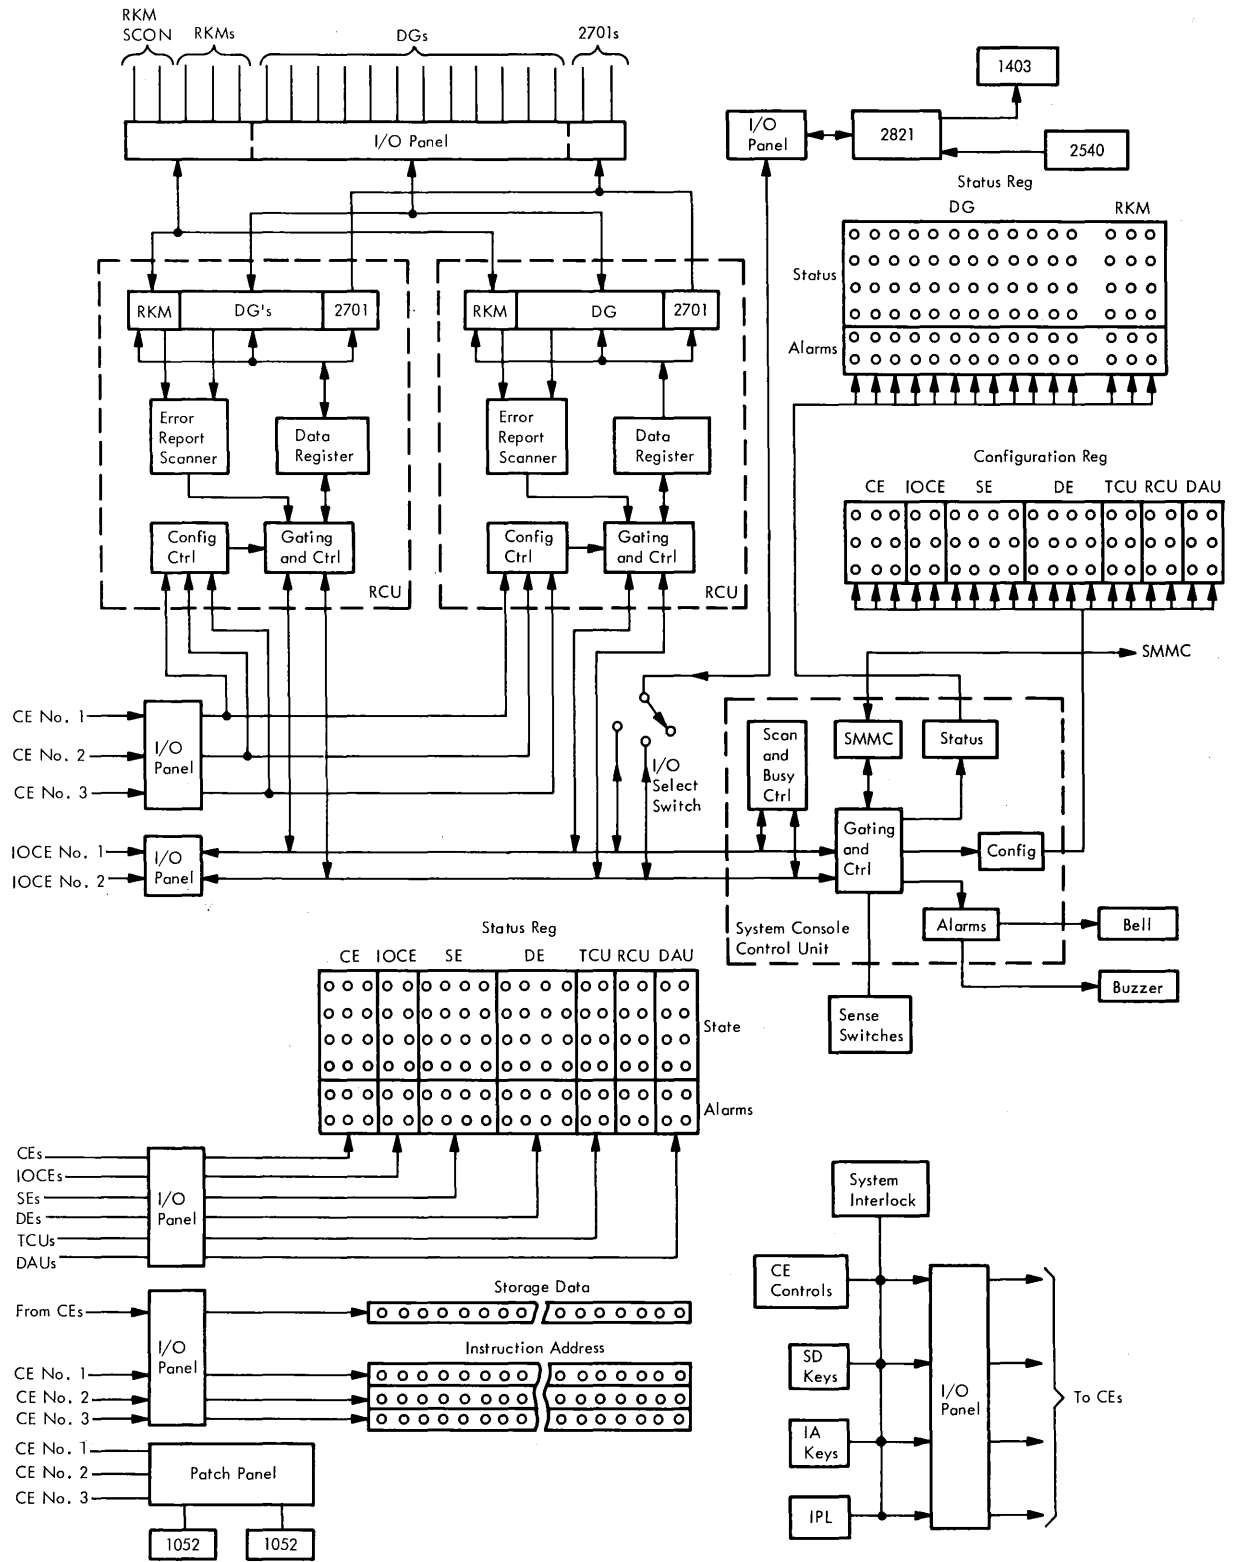 RKM
SCON
RKMs
DGs
2701s
I/O Panel
I/O
Panel
2821
1403
2540
Status Reg
DG
RKM
Status
Alarms
RKM
DG's
2701
Error
Report
Scanner
Data
Register
Config
Ctrl
Gating
and Ctrl
RCU
RKM
DG
2701
Error
Report
Scanner
Data
Register
Config
Ctrl
Gating
and Ctrl
RCU
Configuration Reg
CE
IOCE
SE
DE
TCU
RCU
DAU
SMMC
CE No. 1
CE No. 2
CE No. 3
I/O
Panel
IOCE No. 1
IOCE No. 2
I/O
Panel
I/O
Select
Switch
Scan
and
Busy
Ctrl
SMMC
Status
Gating
and
Ctrl
Config
Alarms
System Console
Control Unit
Bell
Buzzer
Sense
Switches
Status Reg
CE
IOCE
SE
DE
TCU
RCU
DAU
State
Alarms
CEs
IOCEs
SEs
DEs
TCUs
DAUs
I/O
Panel
Storage Data
From CEs
I/O
Panel
Instruction Address
CE No. 1
CE No. 2
CE No. 3
CE No. 1
CE No. 2
CE No. 3
Patch Panel
1052
1052
System
Interlock
CE
Controls
SD
Keys
IA
Keys
IPL
I/O
Panel
To CEs